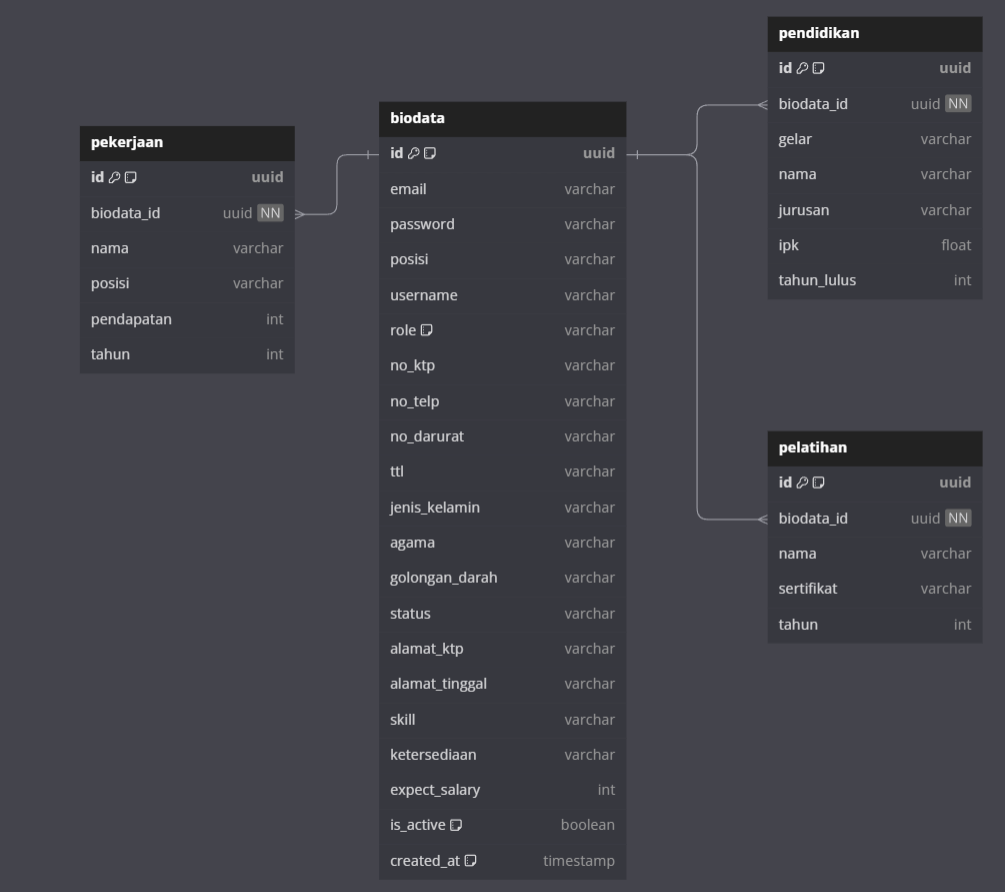 pekerjaan
id uuid
biodata_id uuid NN
nama varchar
posisi varchar
pendapatan int
tahun int
biodata
id uuid
email varchar
password varchar
posisi varchar
username varchar
role varchar
no_ktp varchar
no_telp varchar
no_darurat varchar
ttl varchar
jenis_kelamin varchar
agama varchar
golongan_darah varchar
status varchar
alamat_ktp varchar
alamat_tinggal varchar
skill varchar
ketersediaan varchar
expect_salary int
is_active boolean
created_at timestamp
pendidikan
id uuid
biodata_id uuid NN
gelar varchar
nama varchar
jurusan varchar
ipk float
tahun_lulus int
pelatihan
id uuid
biodata_id uuid NN
nama varchar
sertifikat varchar
tahun int